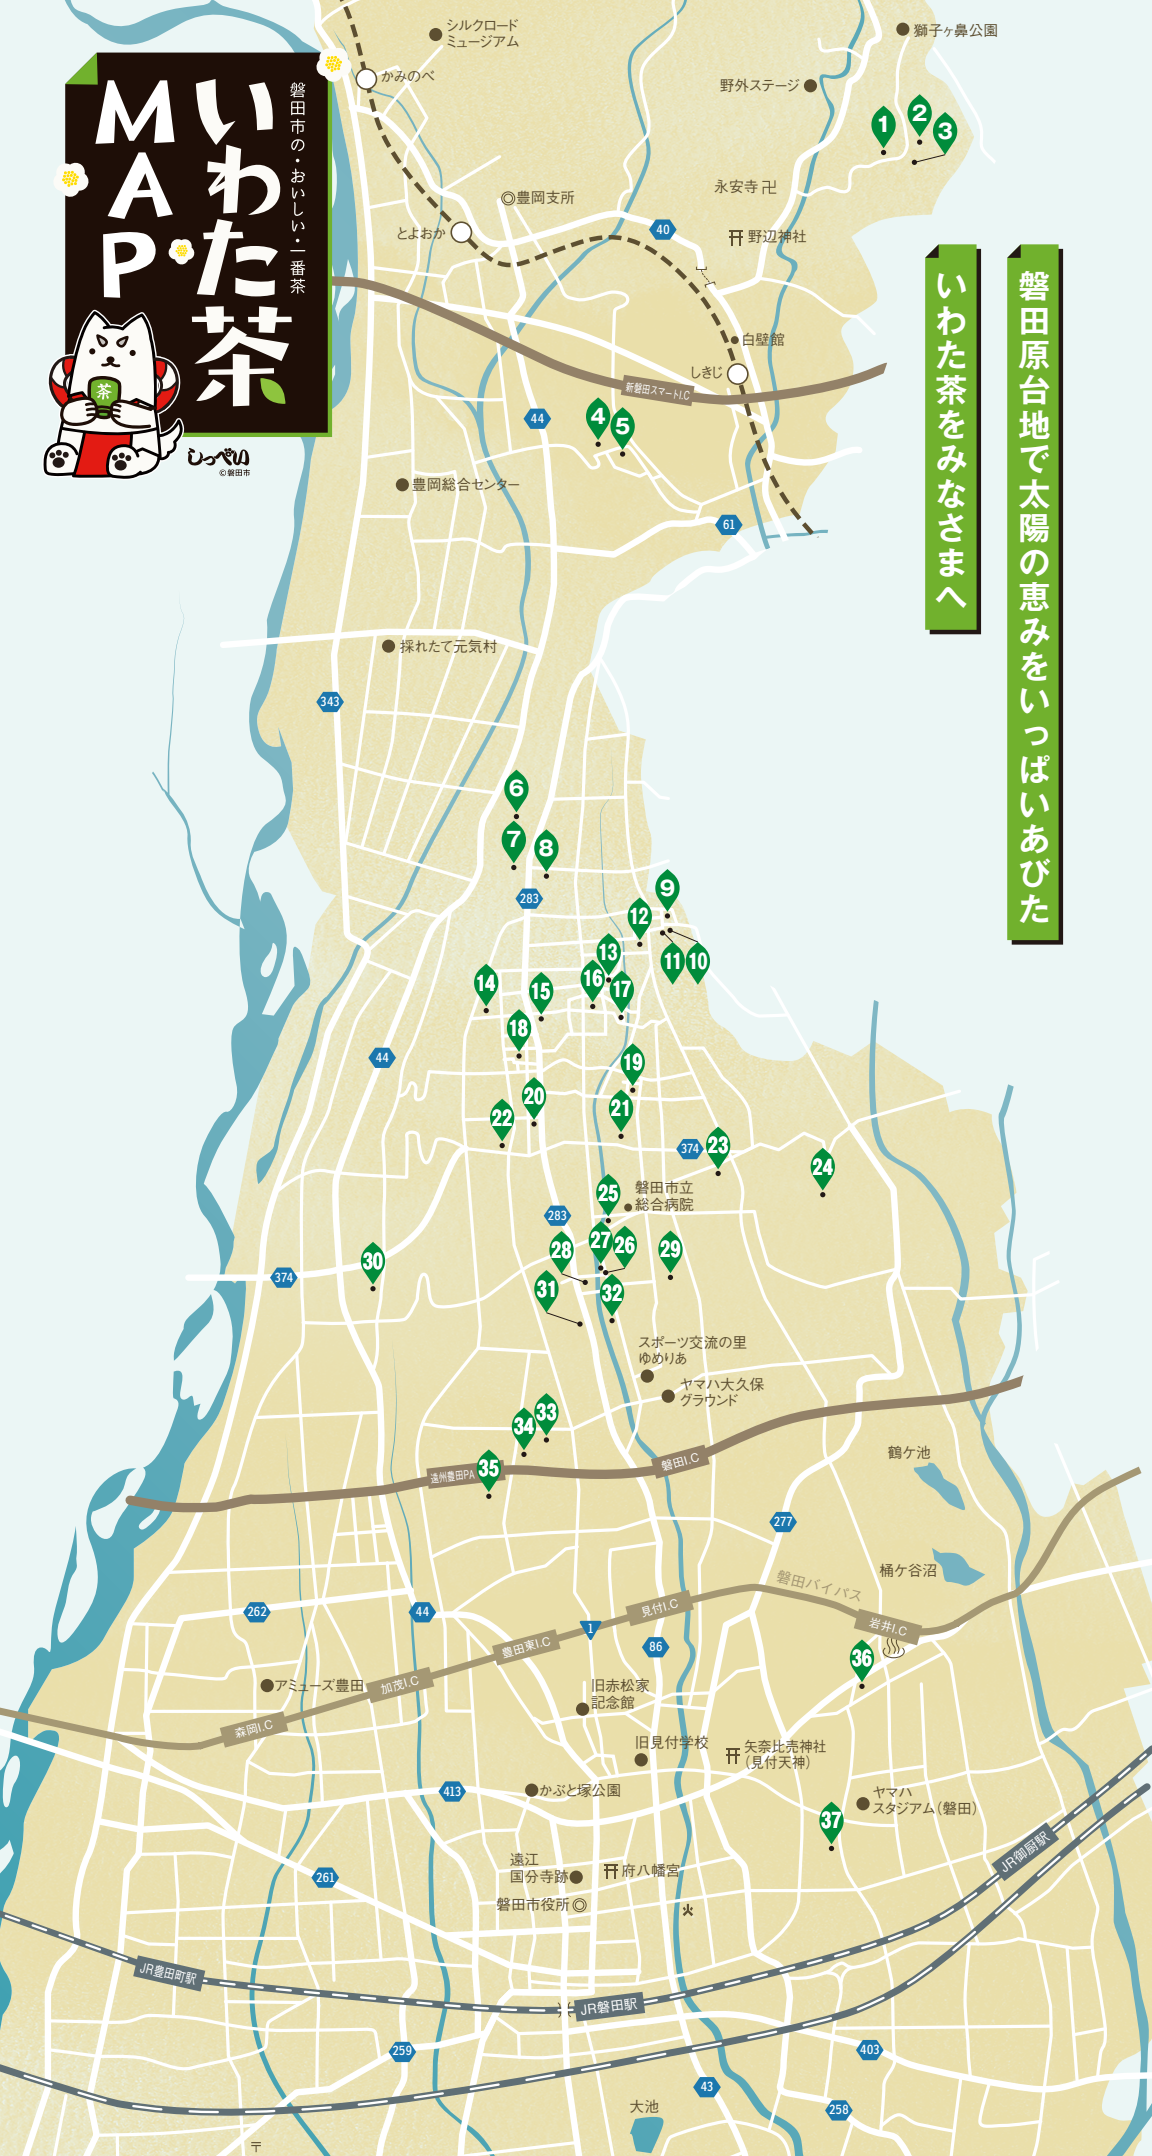 磐田市の・おいしい・一番茶
いわた茶
MAP
茶
しっぺい
©磐田市
磐田原台地で太陽の恵みをいっぱいあびた
いわた茶をみなさまへ
シルクロード
ミュージアム
獅子ヶ鼻公園
かみのべ
野外ステージ
1
2
3
永安寺
豊岡支所
とよおか
40
野辺神社
白壁館
しきじ
新磐田スマートI.C
44
4
5
豊岡総合センター
61
採れたて元気村
343
6
7
8
283
9
12
13
11
10
14
15
16
17
18
44
19
20
21
22
374
23
24
25
磐田市立
総合病院
283
27
26
28
29
30
374
31
32
スポーツ交流の里
ゆめりあ
ヤマハ大久保
グラウンド
33
34
35
遠州豊田PA
磐田I.C
鶴ケ池
277
桶ケ谷沼
磐田バイパス
見付I.C
岩井I.C
262
44
1
86
豊田東I.C
36
アミューズ豊田
加茂I.C
旧赤松家
記念館
森岡I.C
旧見付学校
矢奈比売神社
(見付天神)
413
かぶと塚公園
ヤマハ
スタジアム(磐田)
37
JR御厨駅
遠江
国分寺跡
府八幡宮
261
磐田市役所
JR豊田町駅
JR磐田駅
259
403
43
258
大池
〒